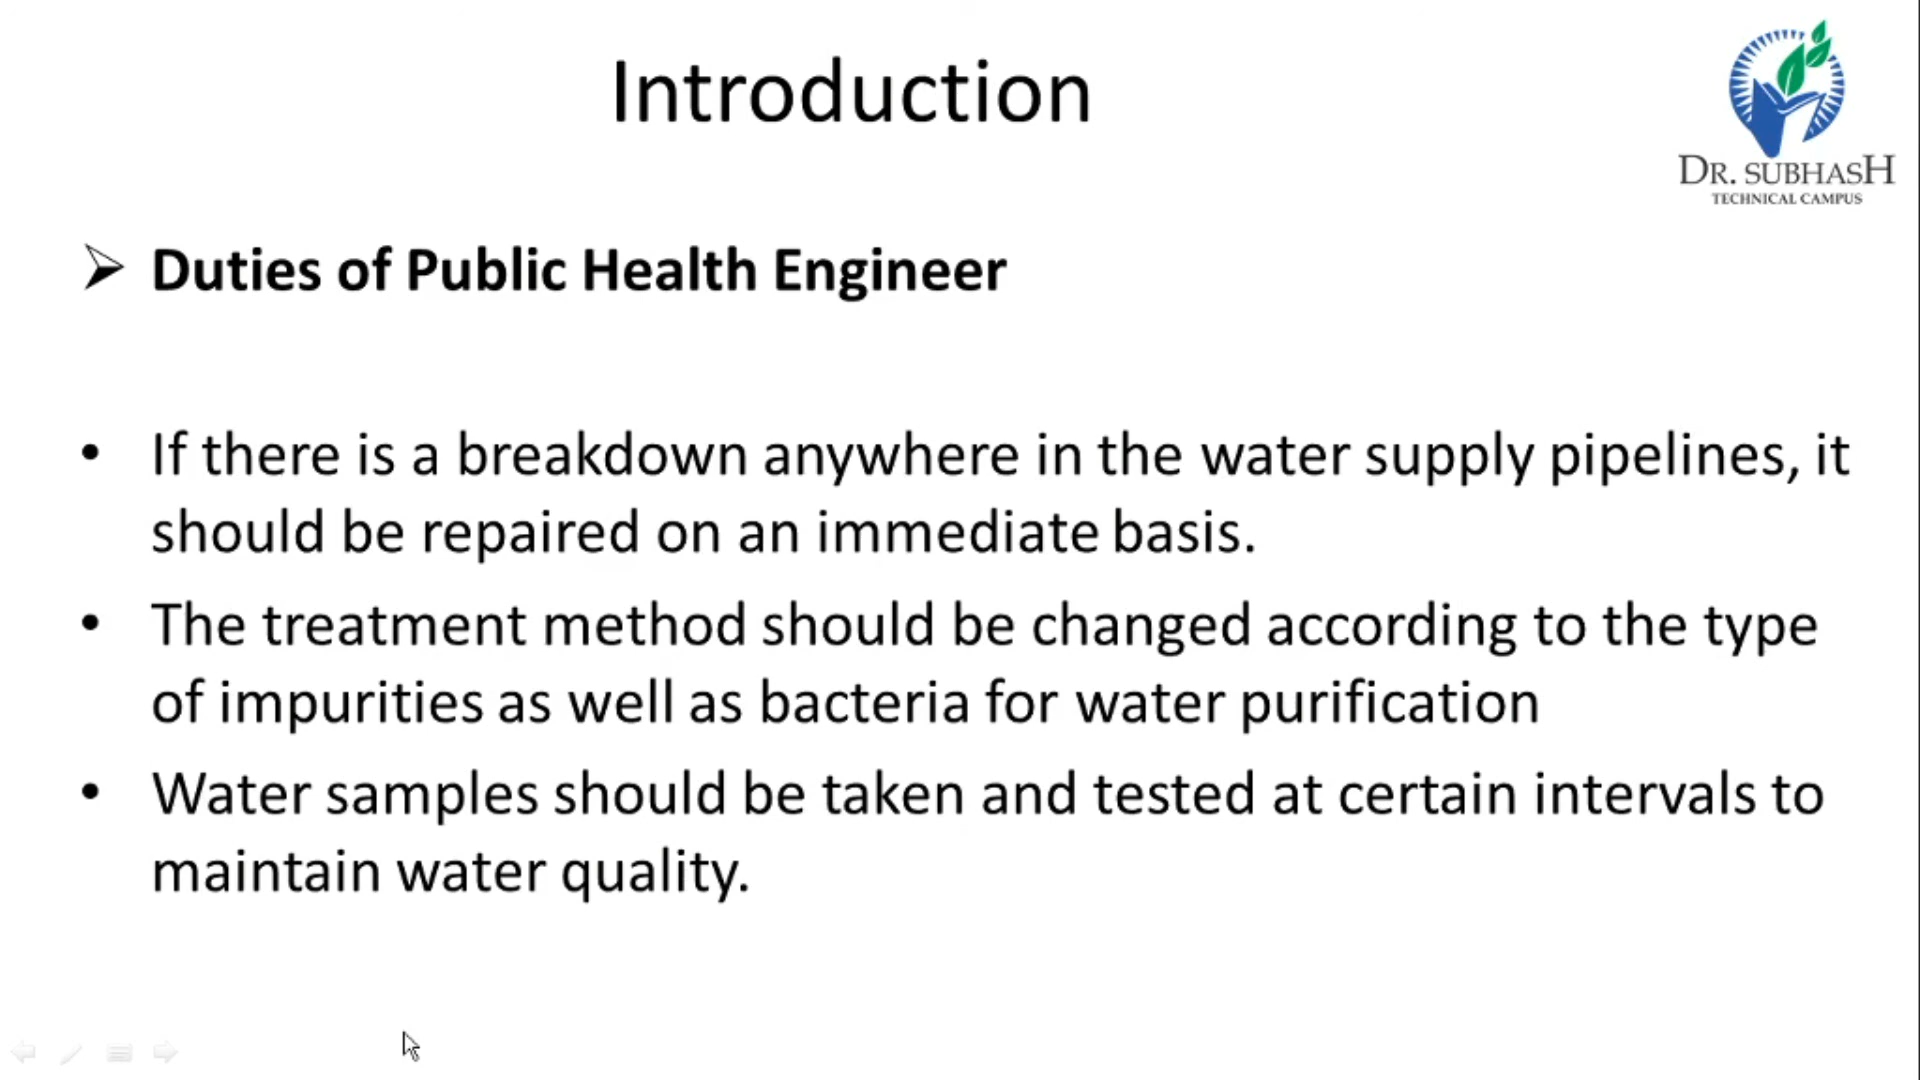 Introduction
DR. SUBHASH
TECHNICAL CAMPUS
Duties of Public Health Engineer
If there is a breakdown anywhere in the water supply pipelines, it
should be repaired on an immediate basis.
The treatment method should be changed according to the type
of impurities as well as bacteria for water purification
Water samples should be taken and tested at certain intervals to
maintain water quality.